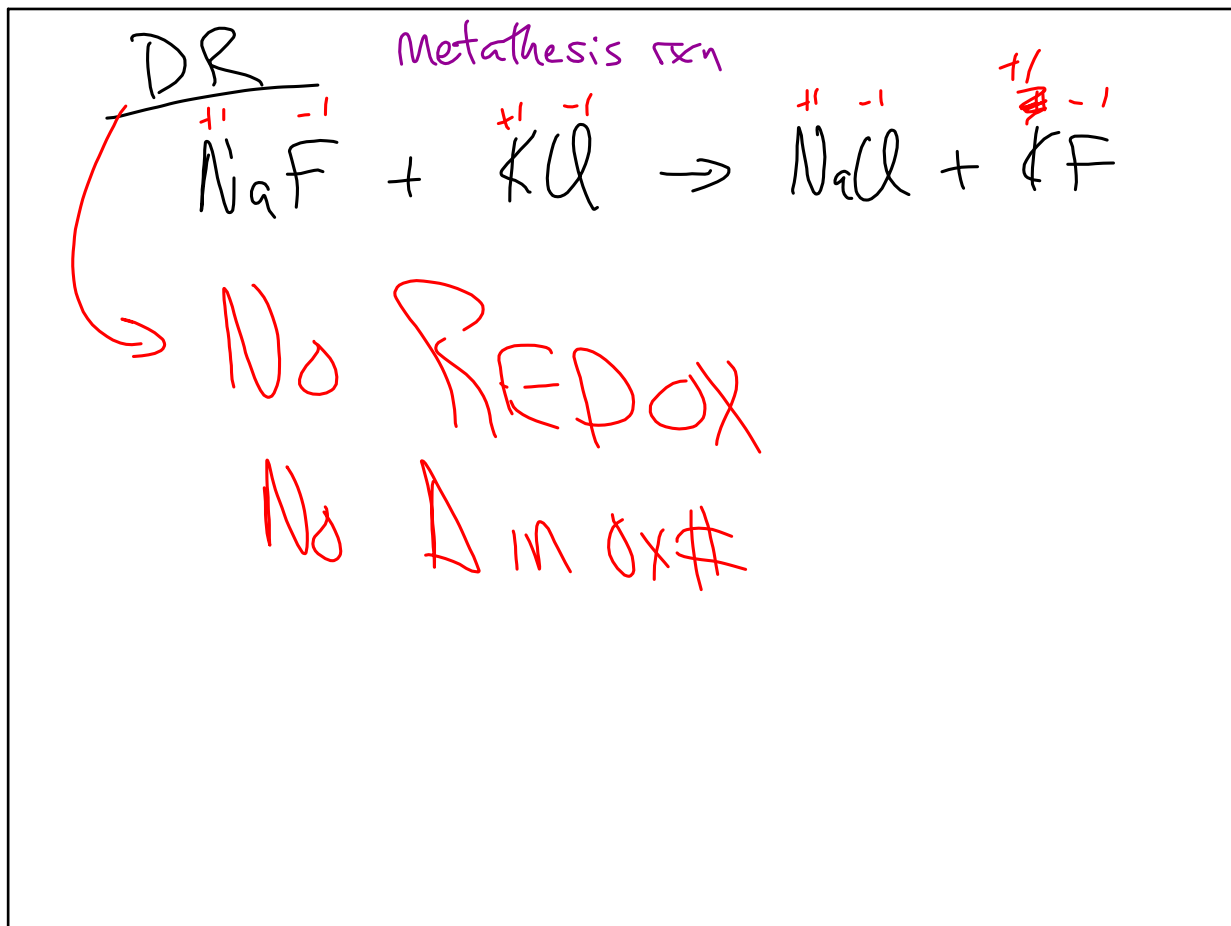 DR Metathesis rxn
+1 -1 +1 -1 +1 -1 +1 -1
NaF + KCl → NaCl + KF
No REDOX
No Δ in ox#